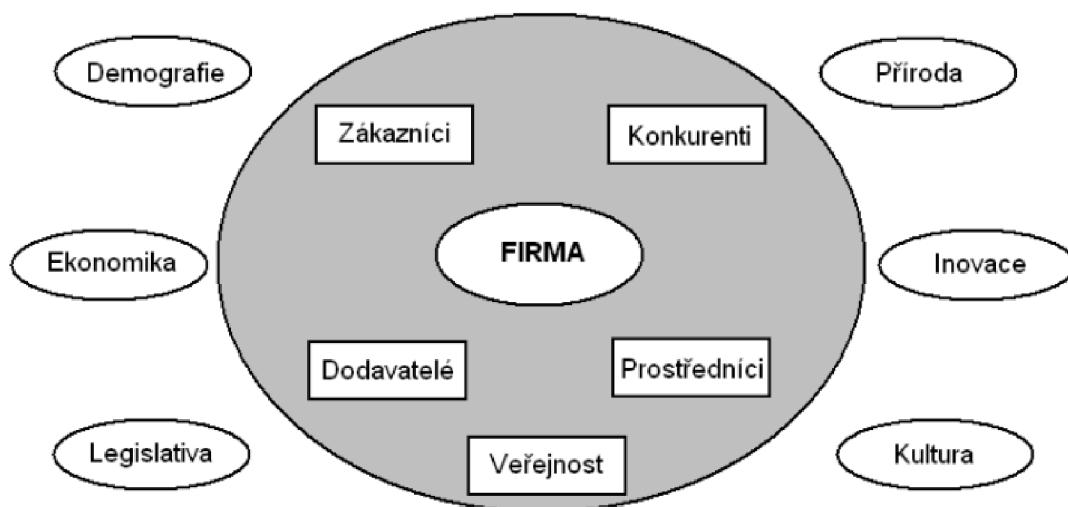 Demografie
Příroda
Zákazníci
Konkurenti
Ekonomika
FIRMA
Inovace
Dodavatelé
Prostředníci
Legislativa
Veřejnost
Kultura